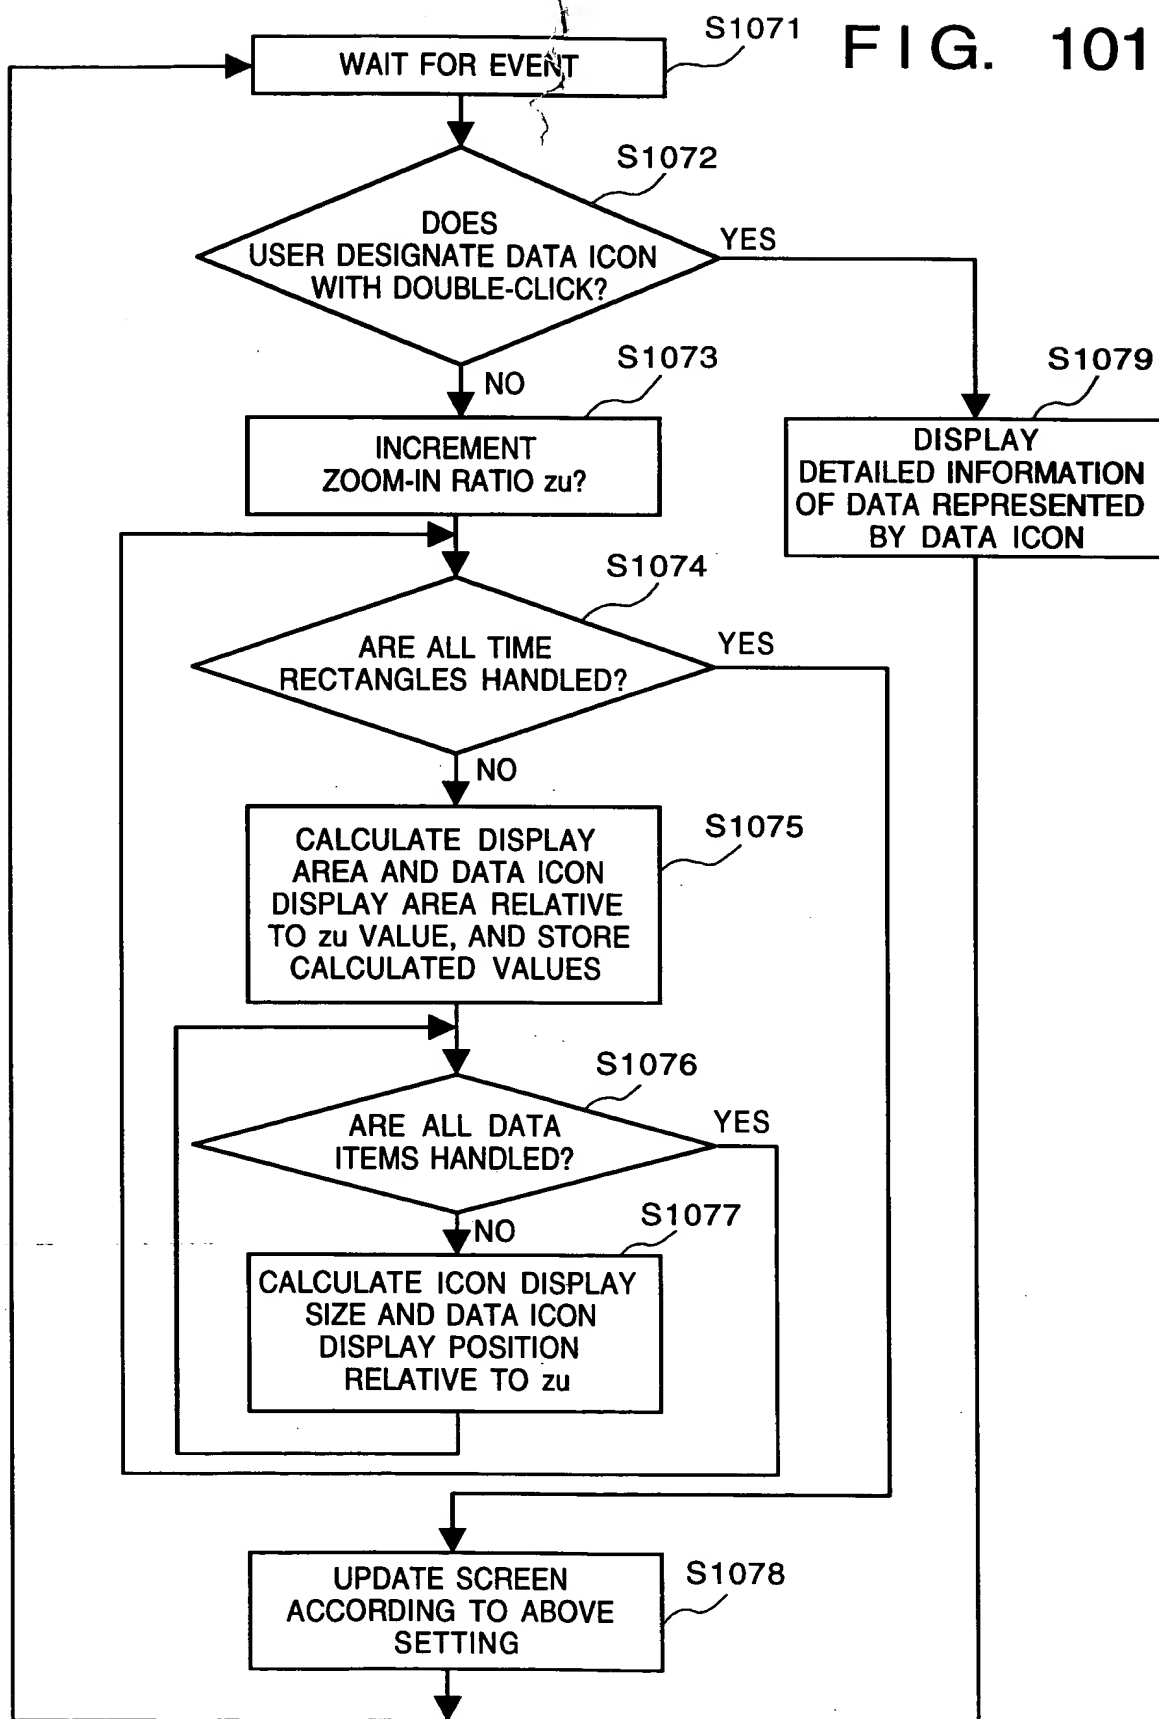 FIG. 101
S1071
WAIT FOR EVENT
S1072
DOES
USER DESIGNATE DATA ICON
WITH DOUBLE-CLICK?
YES
NO
S1073
INCREMENT
ZOOM-IN RATIO zu?
S1079
DISPLAY
DETAILED INFORMATION
OF DATA REPRESENTED
BY DATA ICON
S1074
ARE ALL TIME
RECTANGLES HANDLED?
YES
NO
S1075
CALCULATE DISPLAY
AREA AND DATA ICON
DISPLAY AREA RELATIVE
TO zu VALUE, AND STORE
CALCULATED VALUES
S1076
ARE ALL DATA
ITEMS HANDLED?
YES
NO
S1077
CALCULATE ICON DISPLAY
SIZE AND DATA ICON
DISPLAY POSITION
RELATIVE TO zu
S1078
UPDATE SCREEN
ACCORDING TO ABOVE
SETTING